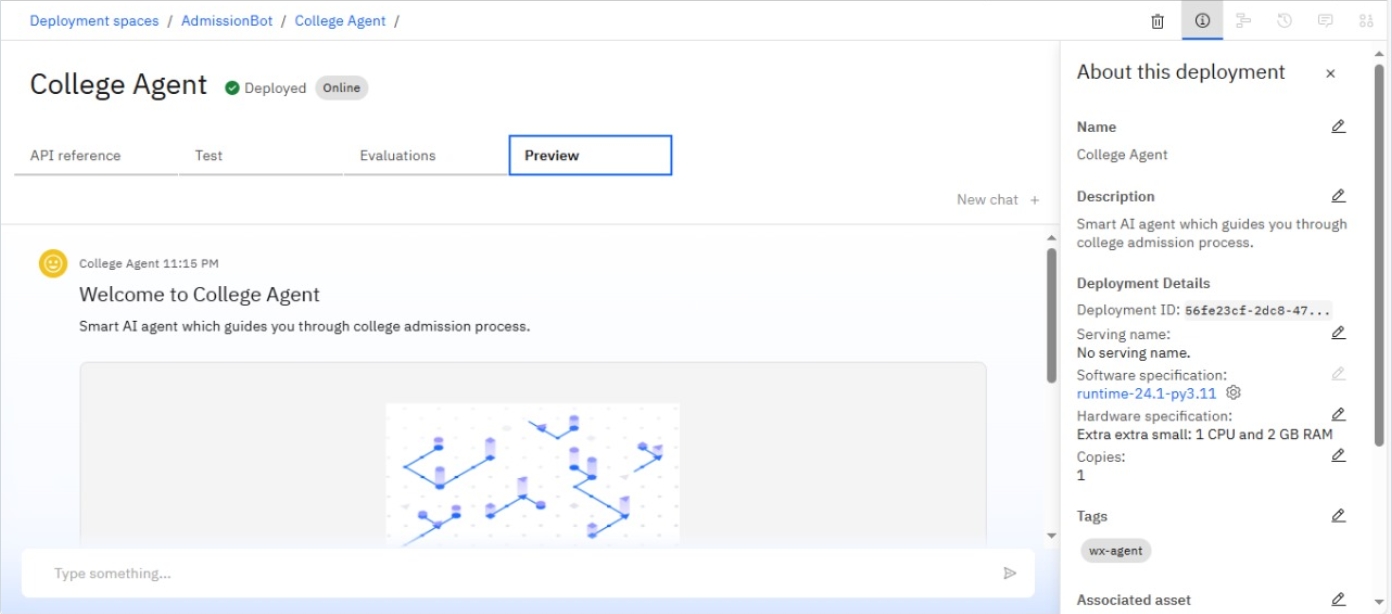 Deployment spaces / AdmissionBot / College Agent /
College Agent Deployed Online
API reference Test Evaluations Preview
New chat +
College Agent 11:15 PM
Welcome to College Agent
Smart AI agent which guides you through college admission process.
Type something...
About this deployment
Name
College Agent
Description
Smart AI agent which guides you through
college admission process.
Deployment Details
Deployment ID: 56fe23cf-2dc8-47...
Serving name:
No serving name.
Software specification:
runtime-24.1-py3.11
Hardware specification:
Extra extra small: 1 CPU and 2 GB RAM
Copies:
1
Tags
wx-agent
Associated asset